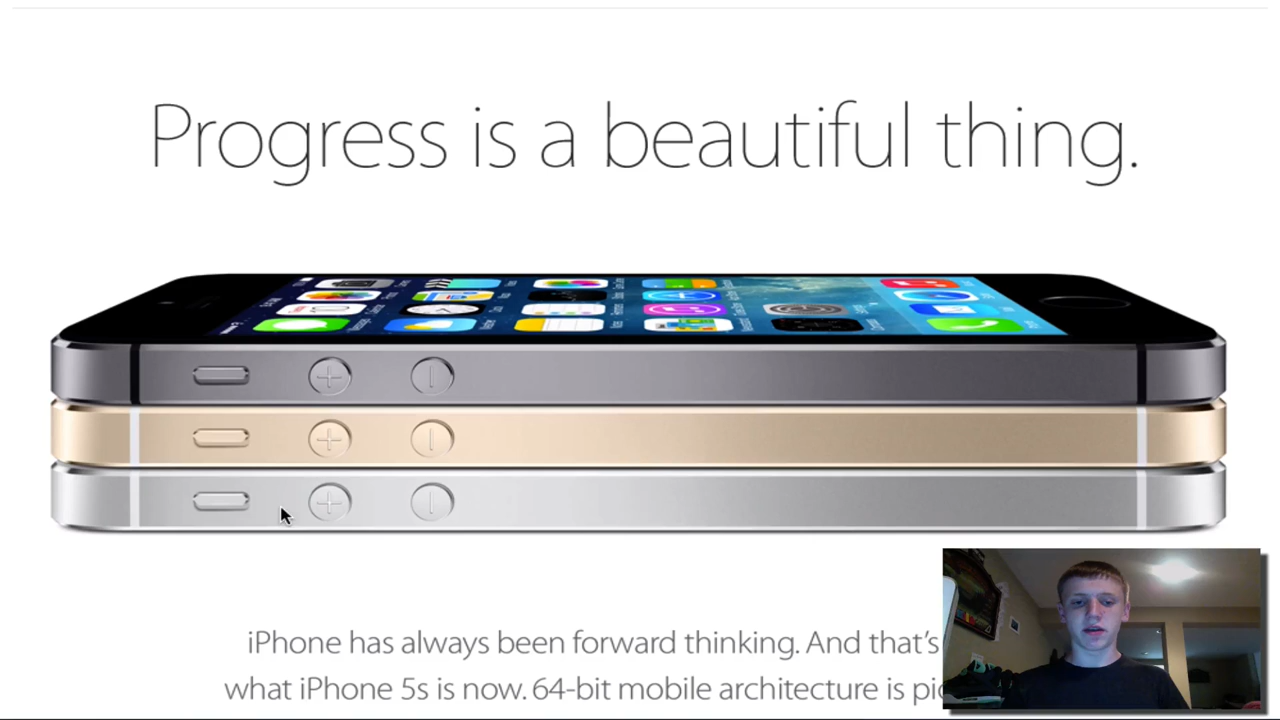 Progress is a beautiful thing.
iPhone has always been forward thinking. And that's
what iPhone 5s is now. 64-bit mobile architecture is